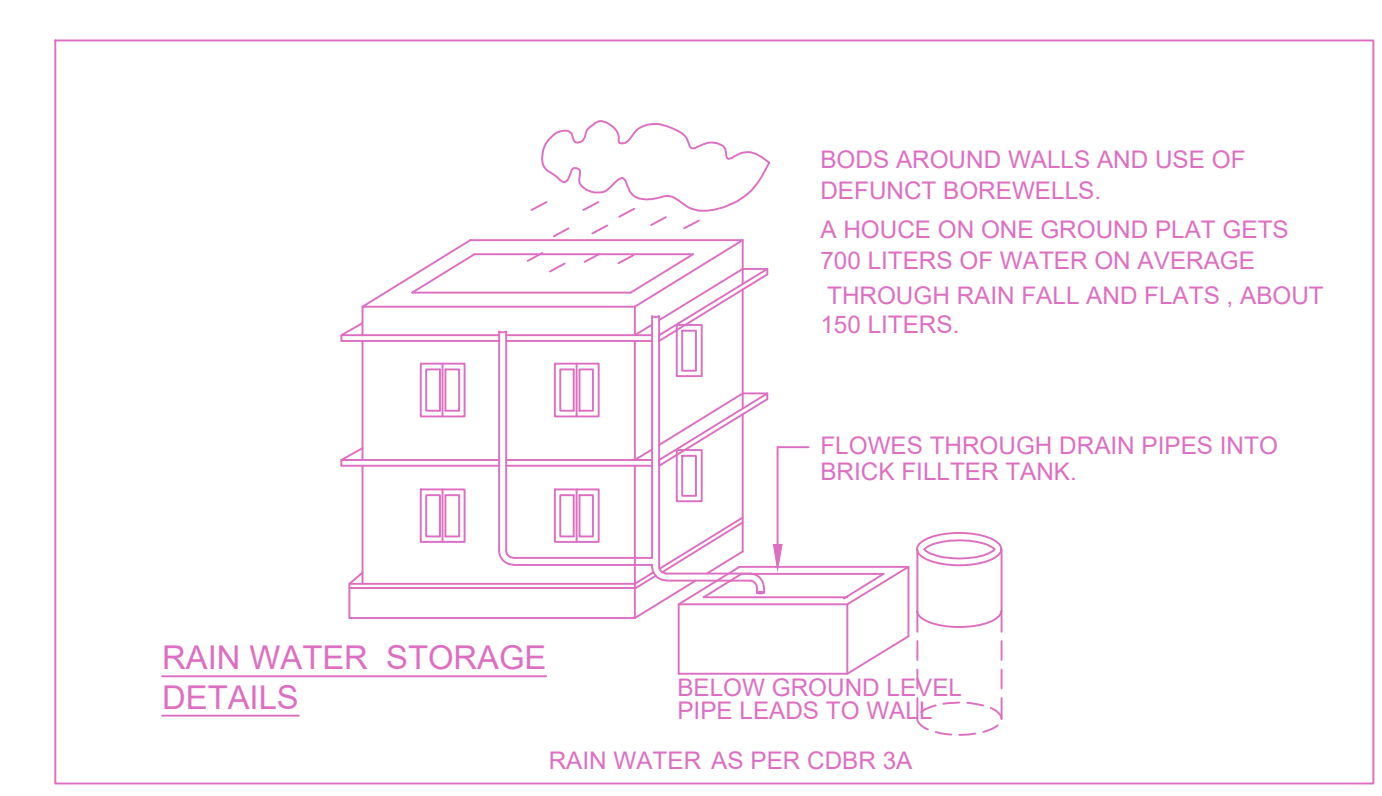 BODS AROUND WALLS AND USE OF
DEFUNCT BOREWELLS.
A HOUCE ON ONE GROUND PLAT GETS
700 LITERS OF WATER ON AVERAGE
THROUGH RAIN FALL AND FLATS , ABOUT
150 LITERS.
FLOWES THROUGH DRAIN PIPES INTO
BRICK FILLTER TANK.
RAIN WATER STORAGE
DETAILS
BELOW GROUND LEVEL
PIPE LEADS TO WALL
RAIN WATER AS PER CDBR 3A